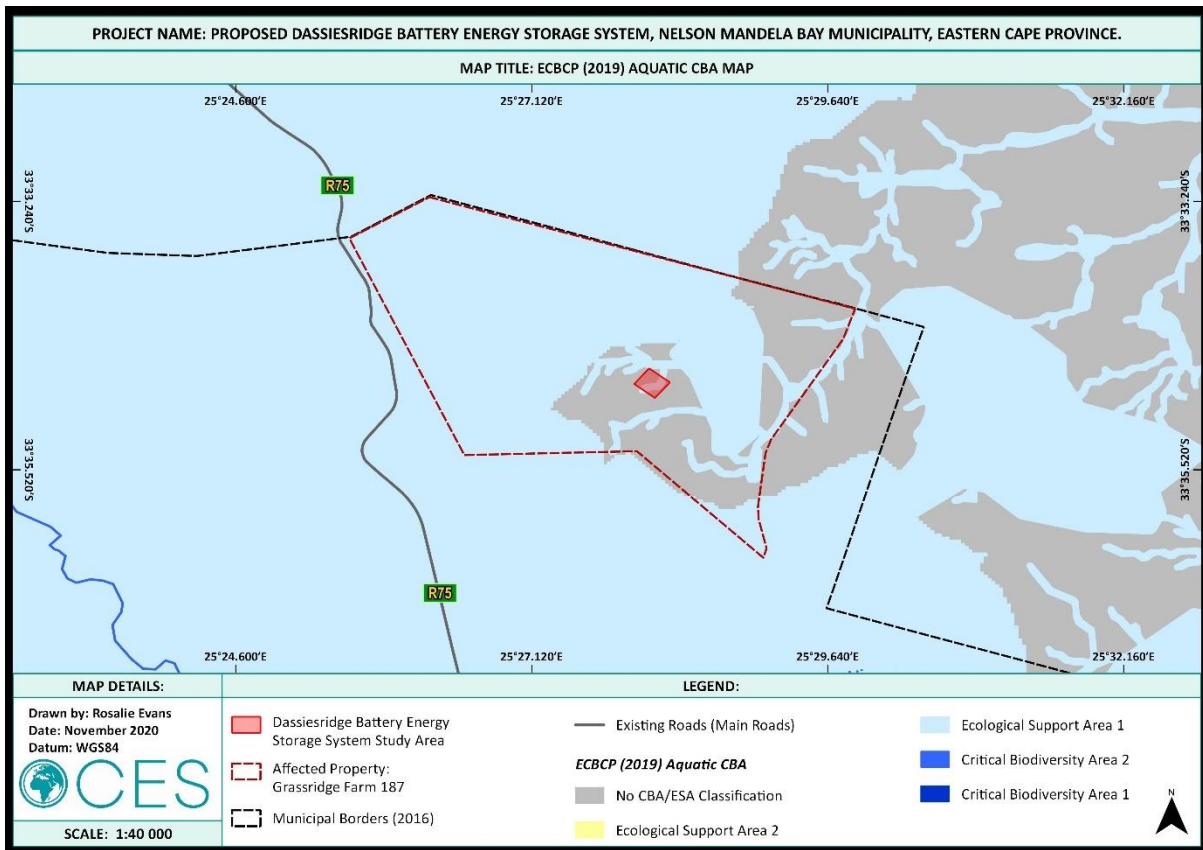 PROJECT NAME: PROPOSED DASSIESRIDGE BATTERY ENERGY STORAGE SYSTEM, NELSON MANDELA BAY MUNICIPALITY, EASTERN CAPE PROVINCE.
MAP TITLE: ECBCP (2019) AQUATIC CBA MAP
25°24.600'E
27°27.120'E
25°29.640'E
25°32.160'E
33°33.240'S
33°33.240'S
R75
33°35.520'S
33°35.520'S
R75
25°24.600'E
25°27.120'E
25°29.640'E
25°32.160'E
MAP DETAILS:
Drawn by: Rosalie Evans
Date: November 2020
Datum: WGS84
CES
SCALE: 1:40 000
LEGEND:
Dassiesridge Battery Energy
Storage System Study Area
Affected Property:
Grassridge Farm 187
Municipal Borders (2016)
Existing Roads (Main Roads)
ECBCP (2019) Aquatic CBA
No CBA/ESA Classification
Ecological Support Area 2
Ecological Support Area 1
Critical Biodiversity Area 2
Critical Biodiversity Area 1
N